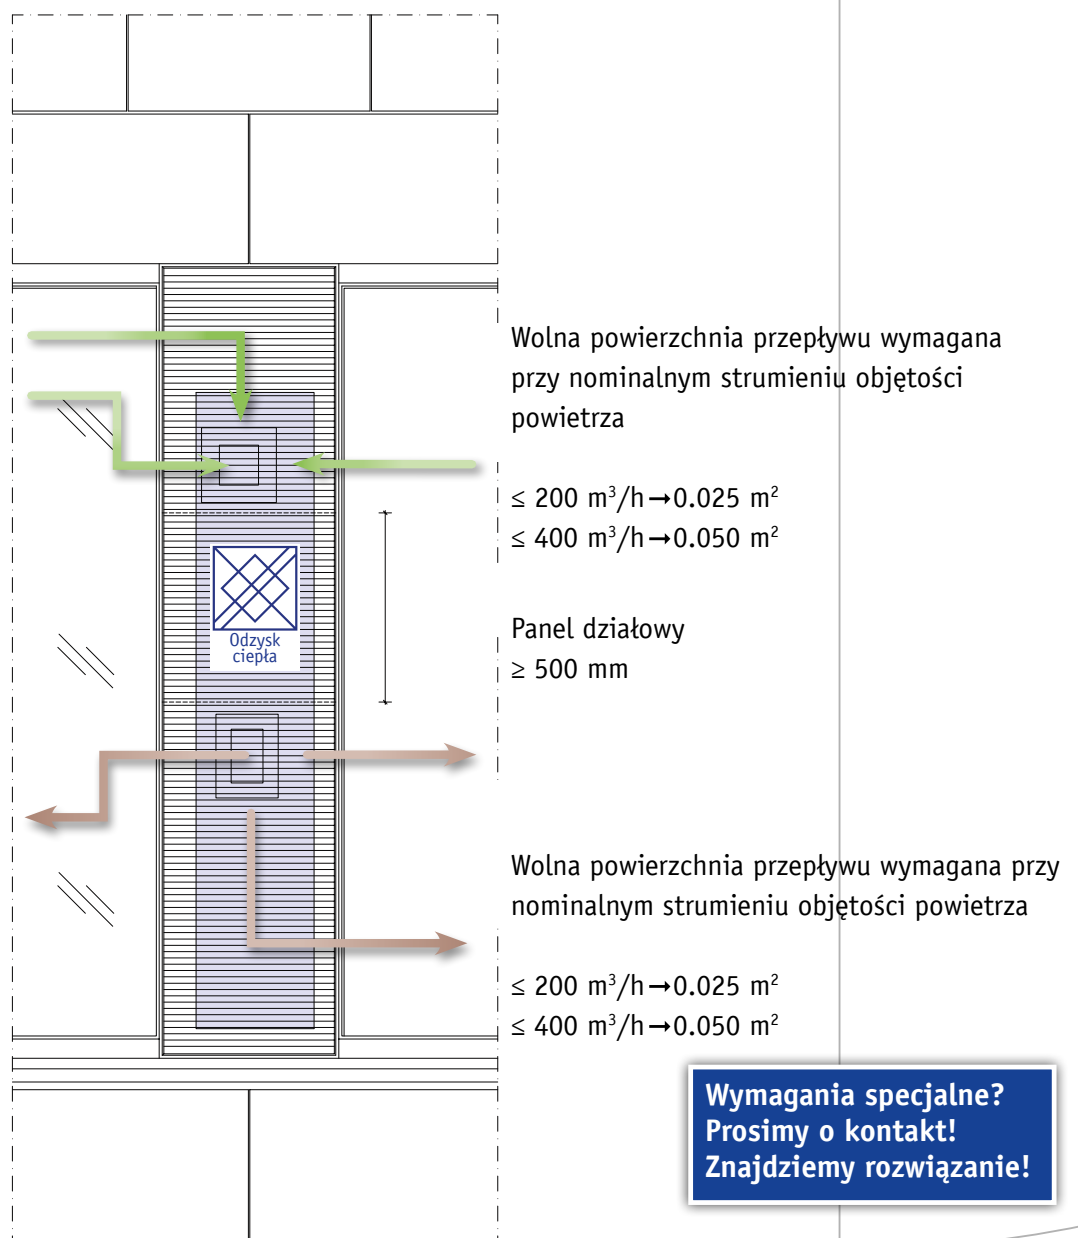 Wolna powierzchnia przepływu wymagana
przy nominalnym strumieniu objętości
powietrza
≤ 200 m³/h→0.025 m²
≤ 400 m³/h→0.050 m²
Odzysk
ciepła
Panel działowy
≥ 500 mm
Wolna powierzchnia przepływu wymagana przy
nominalnym strumieniu objętości powietrza
≤ 200 m³/h→0.025 m²
≤ 400 m³/h→0.050 m²
Wymagania specjalne?
Prosimy o kontakt!
Znajdziemy rozwiązanie!